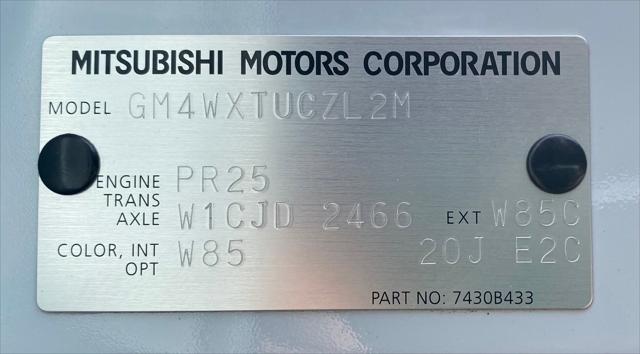 MITSUBISHI MOTORS CORPORATION
MODEL GM4WXTUCZL2M
ENGINE PR25
TRANS
AXLE W1CJD 2466 EXT W85C
COLOR, INT W85 20J E2C
OPT
PART NO: 7430B433